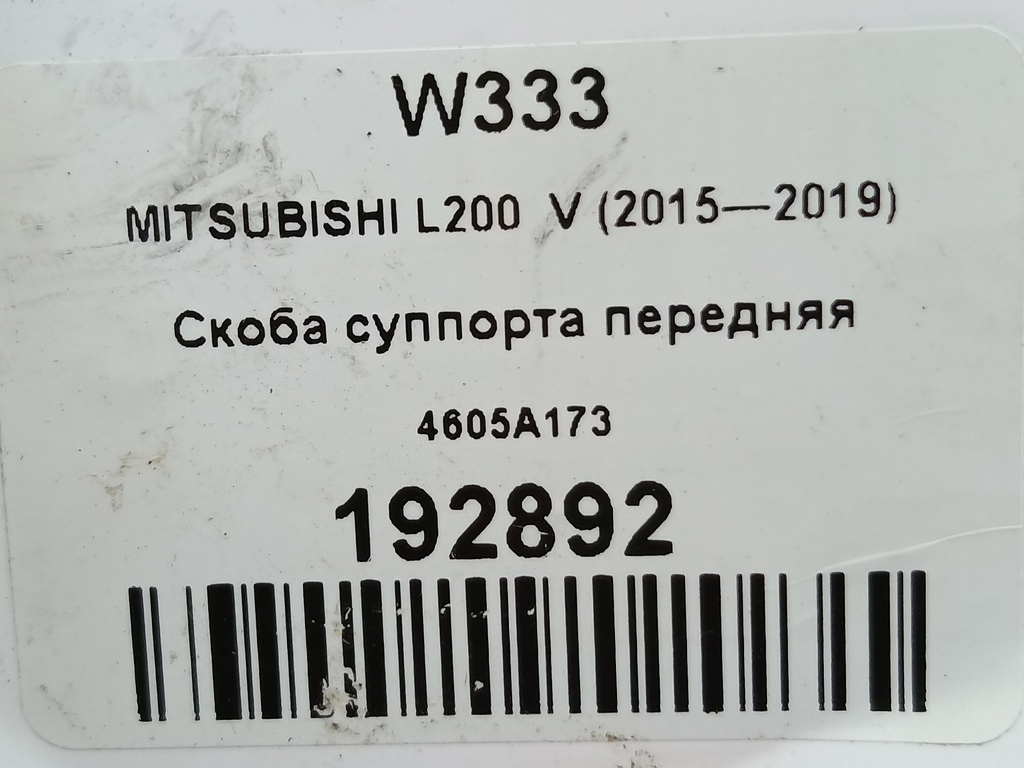 W333
MITSUBISHI L200 V (2015—2019)
Скоба суппорта передняя
4605A173
192892